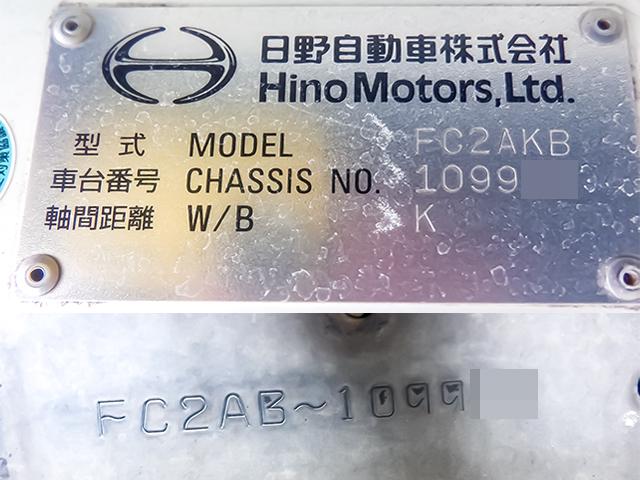 日野自動車株式会社
Hino Motors, Ltd.
型式 MODEL FC2AKB
車台番号 CHASSIS NO. 1099
軸間距離 W/B K
FC2AB~1099